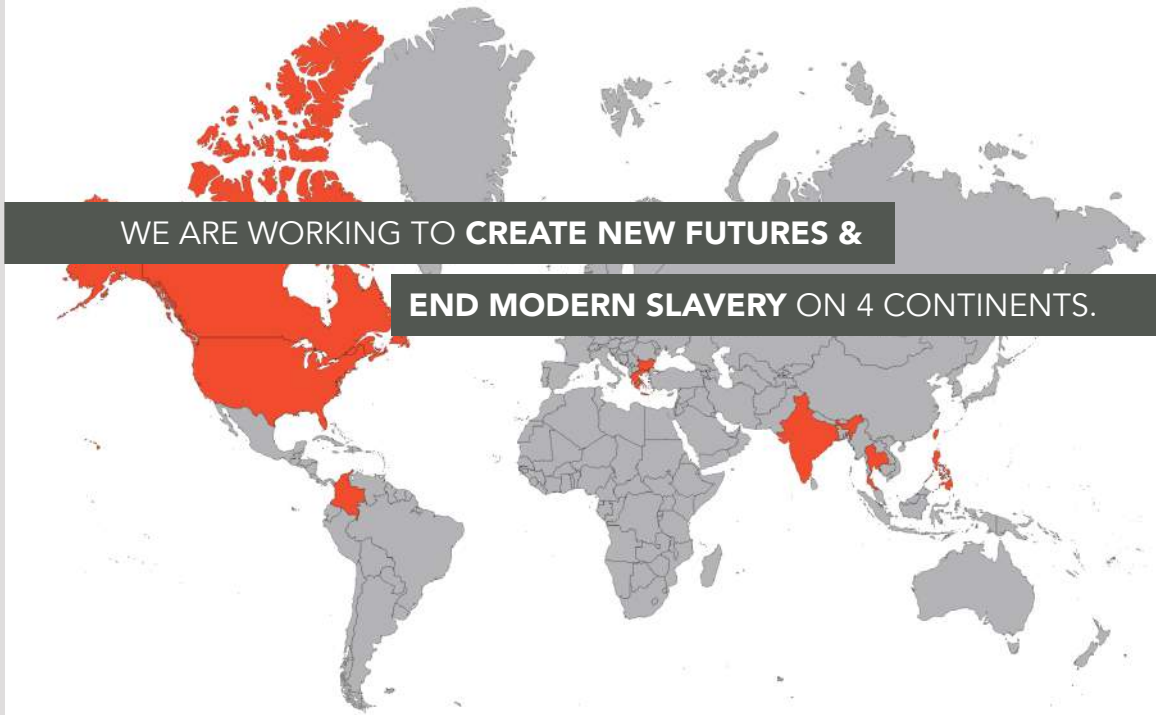 WE ARE WORKING TO CREATE NEW FUTURES &
END MODERN SLAVERY ON 4 CONTINENTS.